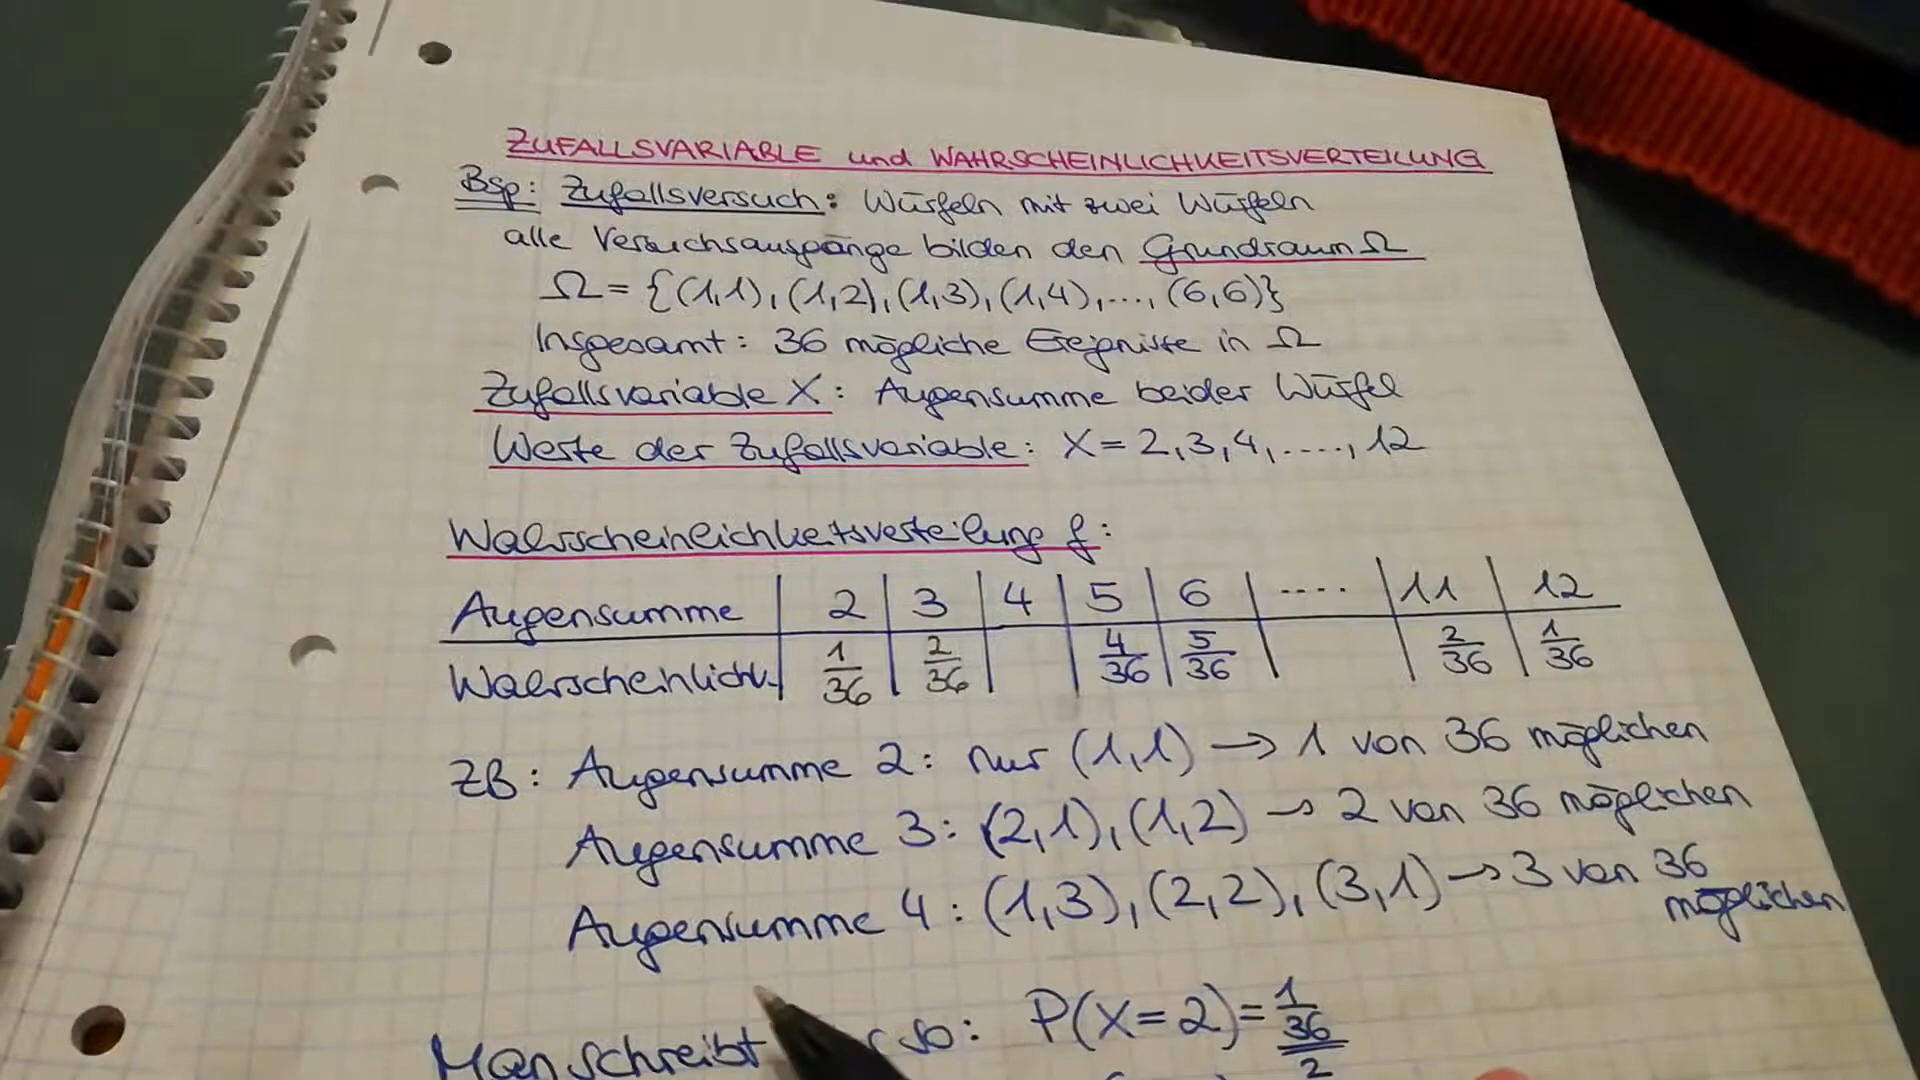 ZUFALLSVARIABLE und WAHRSCHEINLICHKEITSVERTEILUNG
Bsp: Zufallsversuch: Würfeln mit zwei Würfeln
alle Versuchsausgänge bilden den Grundraum Ω
Ω = {(1,1), (1,2), (1,3), (1,4), ..., (6,6)}
Insgesamt: 36 mögliche Ereignisse in Ω
Zufallsvariable X: Augensumme beider Würfel
Werte der Zufallsvariable: X = 2, 3, 4, ...., 12
Wahrscheinlichkeitsverteilung f:
Augensumme | 2 | 3 | 4 | 5 | 6 | .... | 11 | 12
Wahrscheinlichk. | 1/36 | 2/36 | | 4/36 | 5/36 | | 2/36 | 1/36
ZB: Augensumme 2: nur (1,1) → 1 von 36 möglichen
Augensumme 3: (2,1), (1,2) → 2 von 36 möglichen
Augensumme 4: (1,3), (2,2), (3,1) → 3 von 36
möglichen
Man schreibt so: P(X=2) = 1/36
2